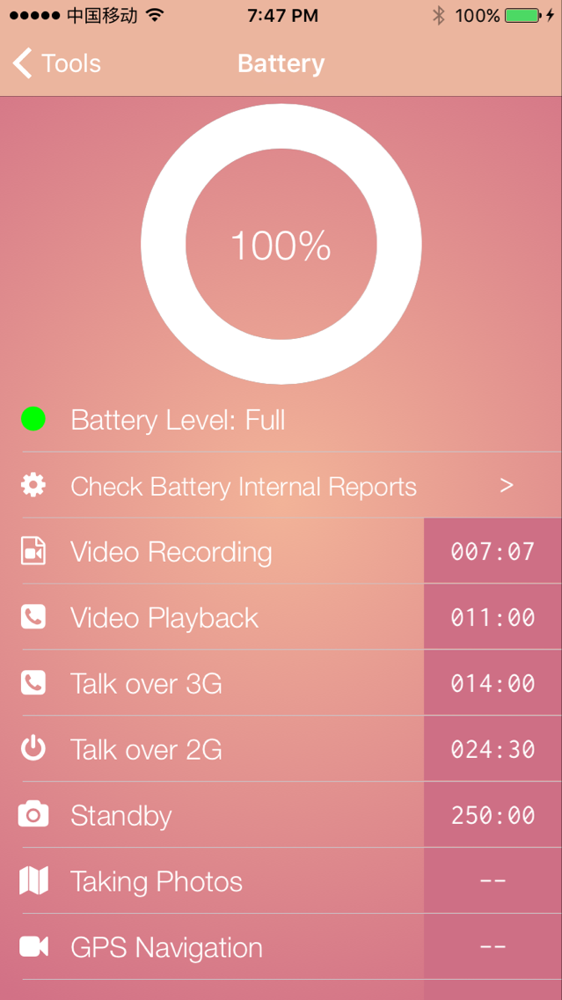 中国移动 7:47 PM 100%
Tools Battery
100%
Battery Level: Full
Check Battery Internal Reports >
Video Recording 007:07
Video Playback 011:00
Talk over 3G 014:00
Talk over 2G 024:30
Standby 250:00
Taking Photos --
GPS Navigation --